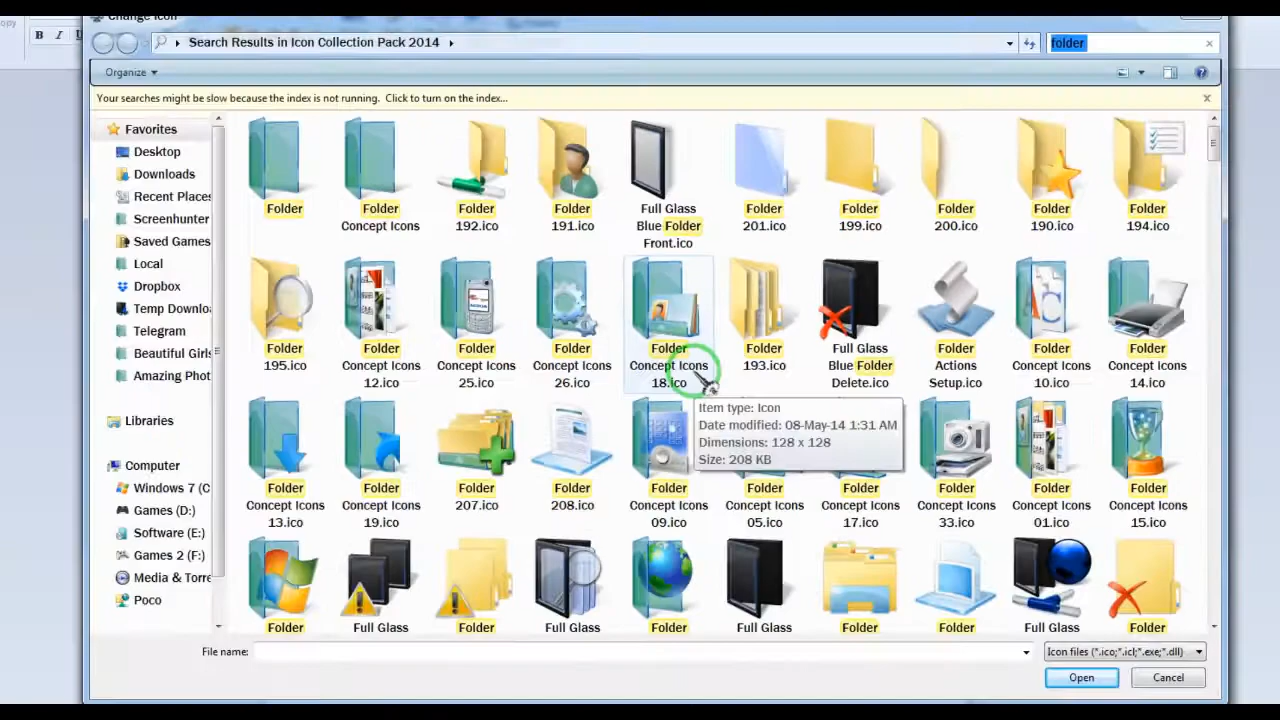 Change Icon
opy
B I U
Search Results in Icon Collection Pack 2014
folder
Organize
Your searches might be slow because the index is not running. Click to turn on the index...
Favorites
Desktop
Downloads
Recent Places
Screenhunter
Saved Games
Local
Dropbox
Temp Downlo
Telegram
Beautiful Girls
Amazing Phot
Libraries
Computer
Windows 7 (C
Games (D:)
Software (E:)
Games 2 (F:)
Media & Torre
Poco
Folder
Folder
Concept Icons
Folder
192.ico
Folder
191.ico
Full Glass
Blue Folder
Front.ico
Folder
201.ico
Folder
199.ico
Folder
200.ico
Folder
190.ico
Folder
194.ico
Folder
195.ico
Folder
Concept Icons
12.ico
Folder
Concept Icons
25.ico
Folder
Concept Icons
26.ico
Folder
Concept Icons
18.ico
Folder
193.ico
Full Glass
Blue Folder
Delete.ico
Folder
Actions
Setup.ico
Folder
Concept Icons
10.ico
Folder
Concept Icons
14.ico
Item type: Icon
Date modified: 08-May-14 1:31 AM
Dimensions: 128 x 128
Size: 208 KB
Folder
Concept Icons
13.ico
Folder
Concept Icons
19.ico
Folder
207.ico
Folder
208.ico
Folder
Concept Icons
09.ico
Folder
Concept Icons
05.ico
Folder
Concept Icons
17.ico
Folder
Concept Icons
33.ico
Folder
Concept Icons
01.ico
Folder
Concept Icons
15.ico
Folder
Full Glass
Folder
Full Glass
Folder
Full Glass
Folder
Folder
Full Glass
Folder
File name:
Icon files (*.ico;*.icl;*.exe;*.dll)
Open
Cancel